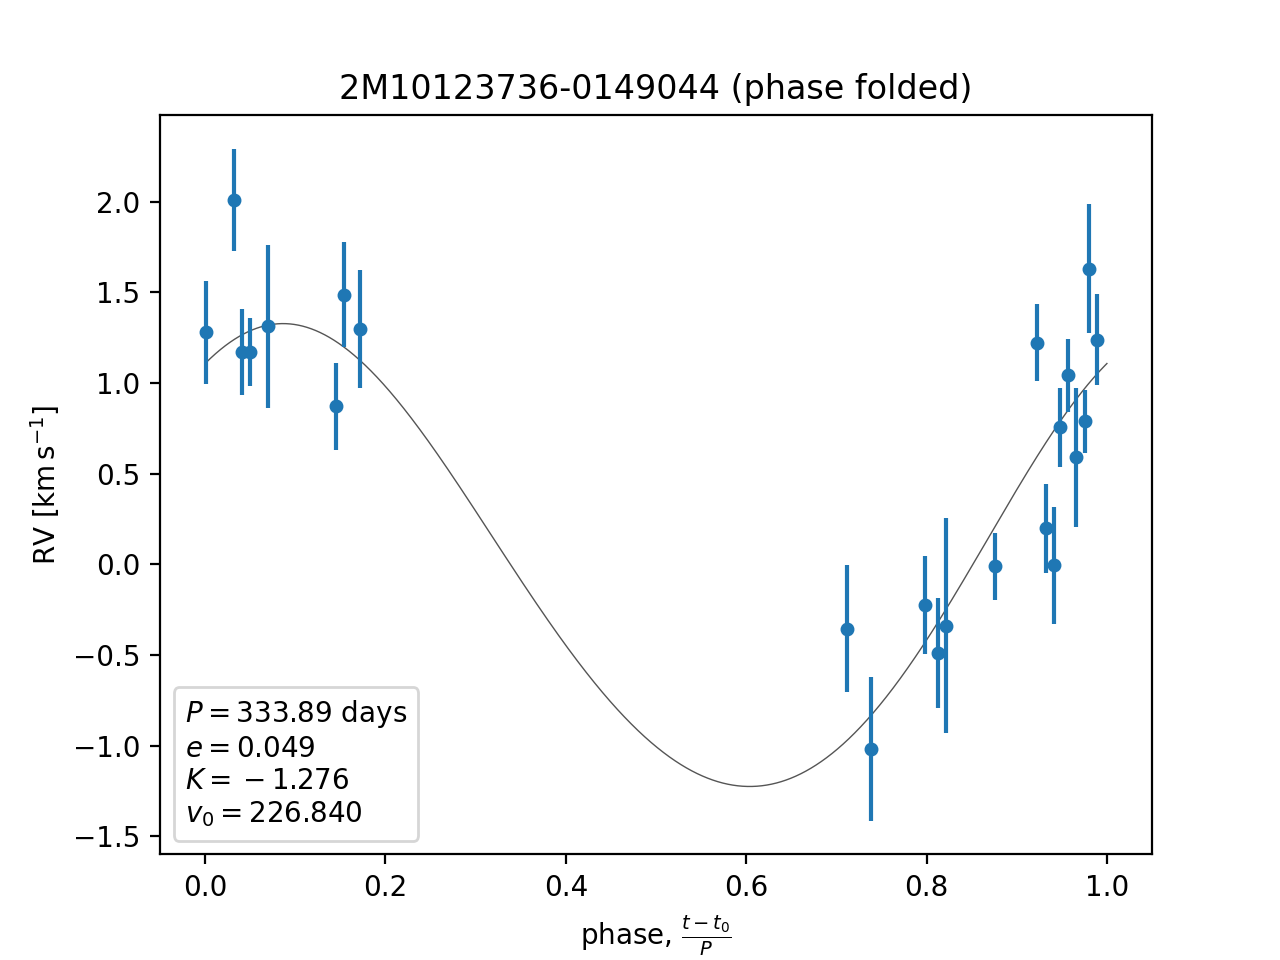 2M10123736-0149044 (phase folded)
RV [km s⁻¹]
2.0
1.5
1.0
0.5
0.0
−0.5
−1.0
−1.5
P = 333.89 days
e = 0.049
K = −1.276
v₀ = 226.840
0.0 0.2 0.4 0.6 0.8 1.0
phase, (t − t₀)/P